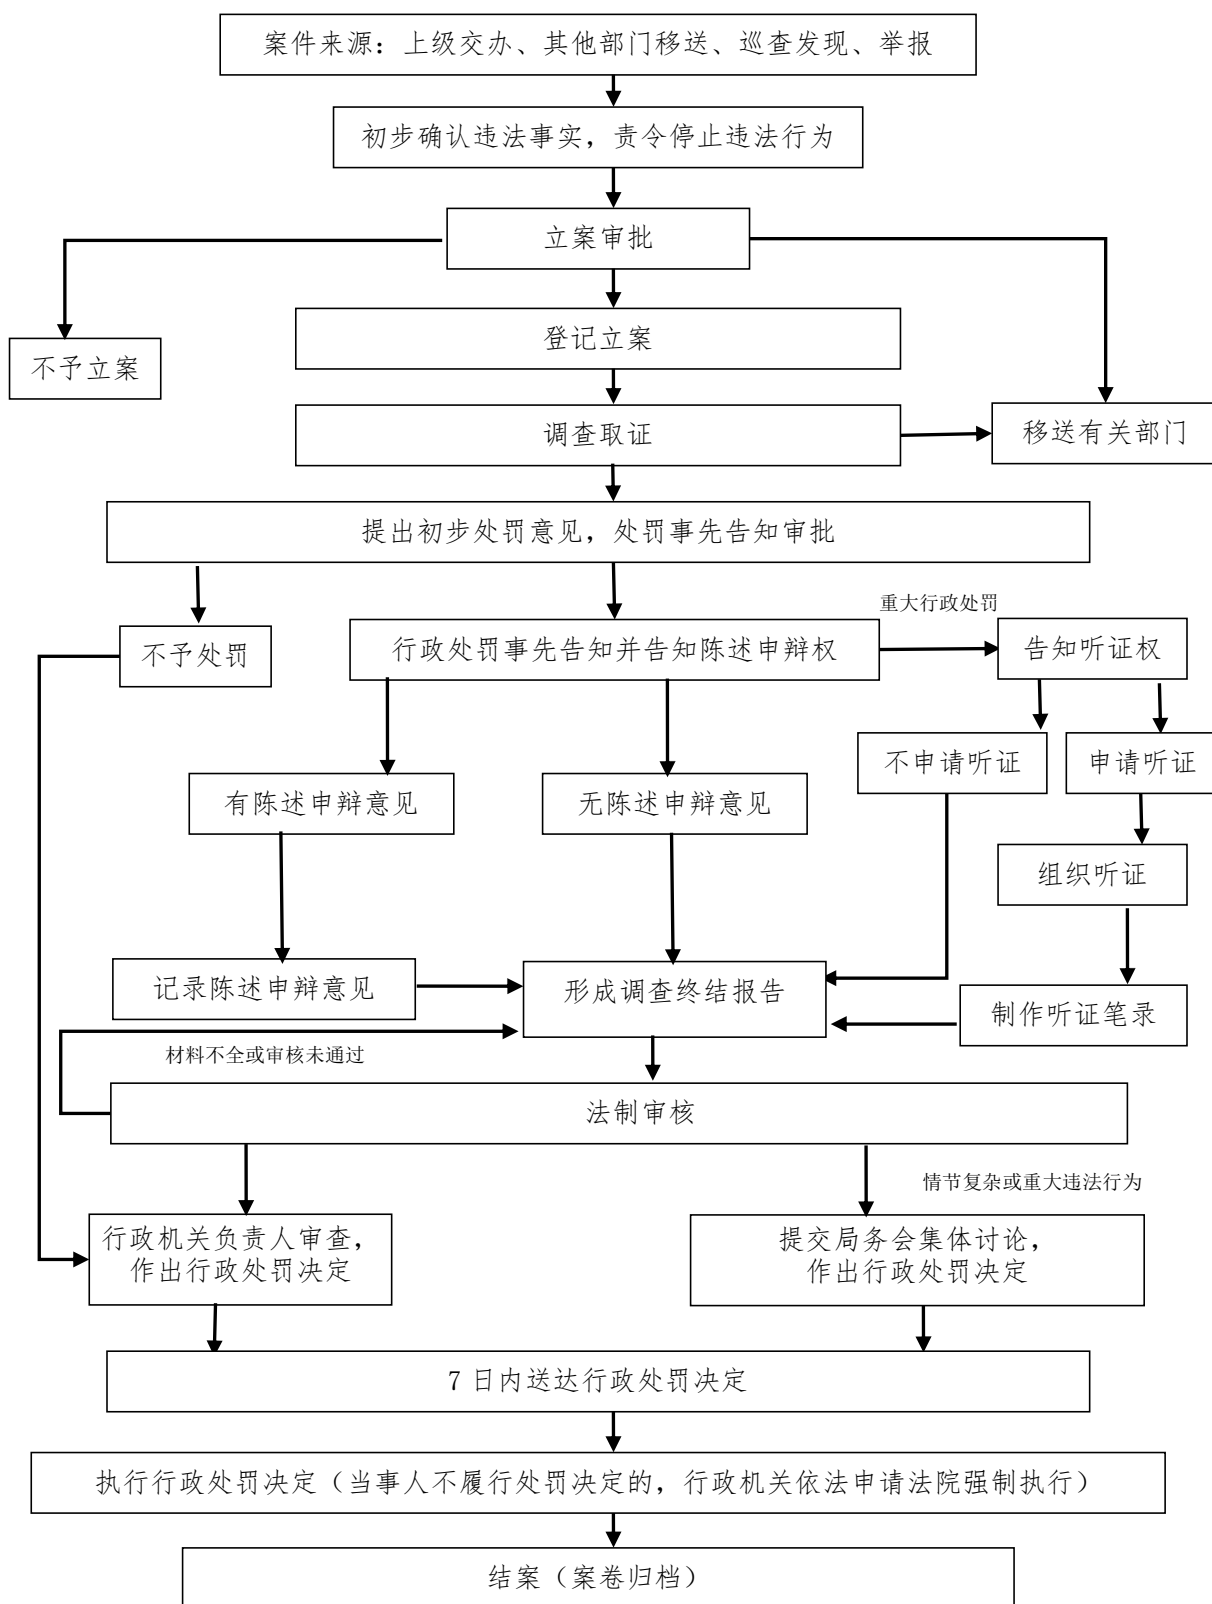 案件来源：上级交办、其他部门移送、巡查发现、举报
初步确认违法事实，责令停止违法行为
立案审批
登记立案
不予立案
调查取证
移送有关部门
提出初步处罚意见，处罚事先告知审批
重大行政处罚
不予处罚
行政处罚事先告知并告知陈述申辩权
告知听证权
不申请听证
申请听证
有陈述申辩意见
无陈述申辩意见
组织听证
记录陈述申辩意见
形成调查终结报告
制作听证笔录
材料不全或审核未通过
法制审核
情节复杂或重大违法行为
行政机关负责人审查，
作出行政处罚决定
提交局务会集体讨论，
作出行政处罚决定
7 日内送达行政处罚决定
执行行政处罚决定（当事人不履行处罚决定的，行政机关依法申请法院强制执行）
结案（案卷归档）